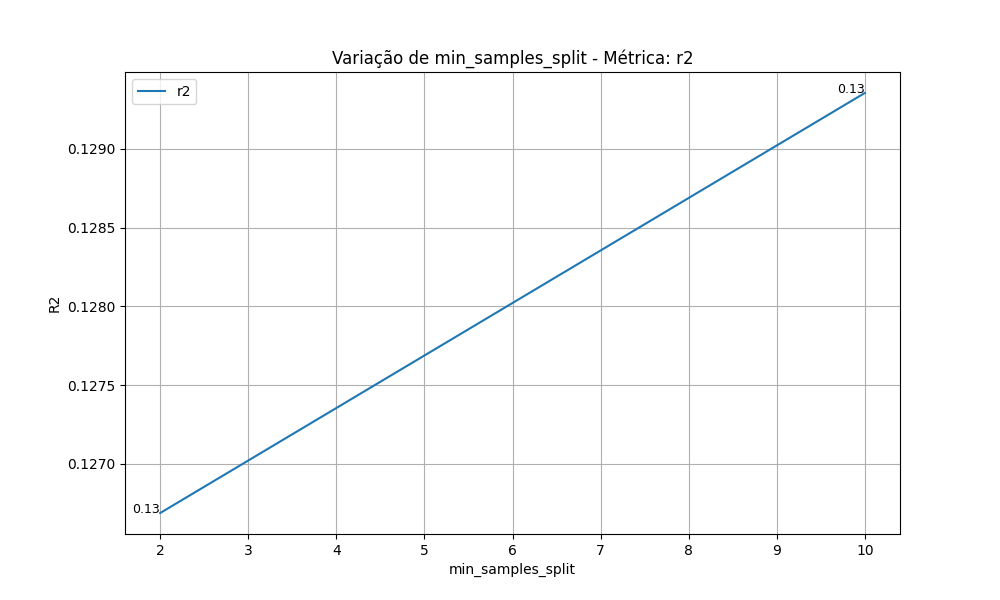 Variação de min_samples_split - Métrica: r2
r2
0.13
0.1290
0.1285
0.1280
0.1275
0.1270
R2
0.13
2 3 4 5 6 7 8 9 10
min_samples_split